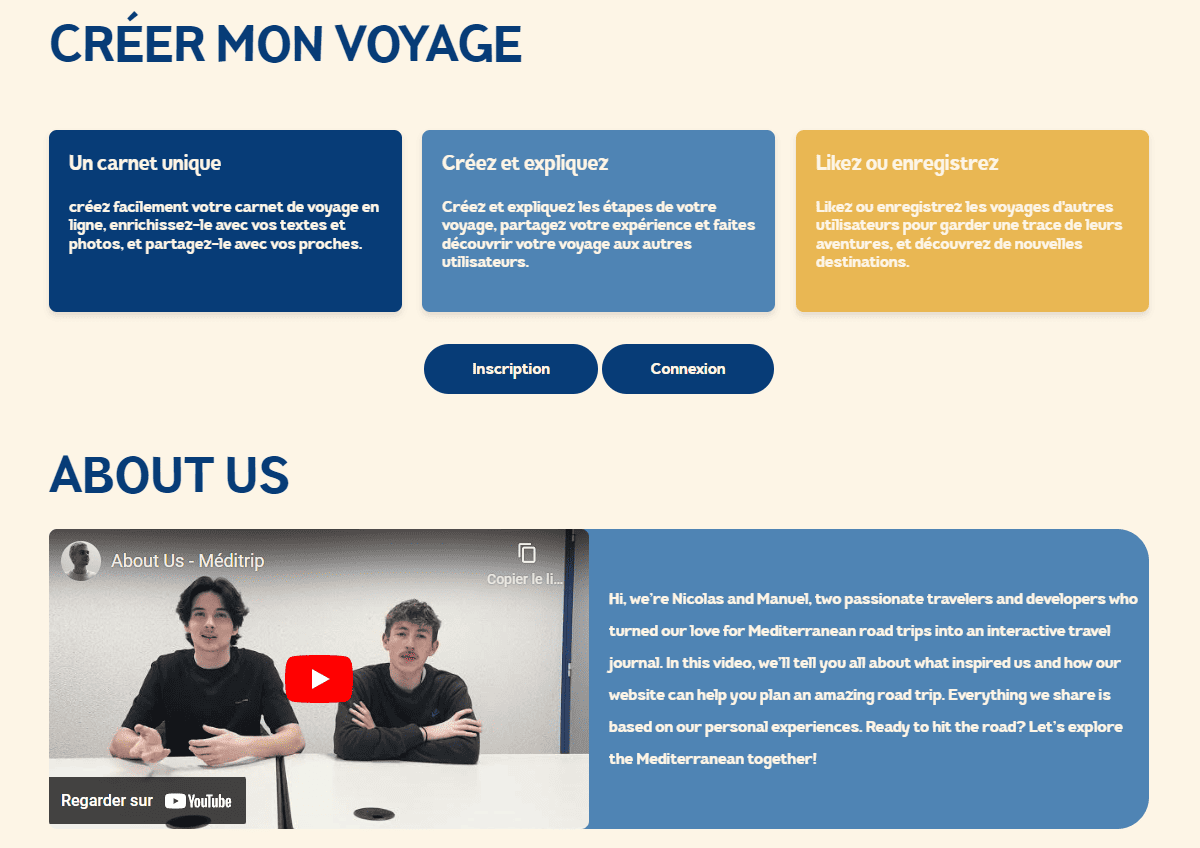 CRÉER MON VOYAGE
Un carnet unique
créez facilement votre carnet de voyage en
ligne, enrichissez-le avec vos textes et
photos, et partagez-le avec vos proches.
Créez et expliquez
Créez et expliquez les étapes de votre
voyage, partagez votre expérience et faites
découvrir votre voyage aux autres
utilisateurs.
Likez ou enregistrez
Likez ou enregistrez les voyages d'autres
utilisateurs pour garder une trace de leurs
aventures, et découvrez de nouvelles
destinations.
Inscription
Connexion
ABOUT US
About Us - Méditrip
Copier le li...
Regarder sur YouTube
Hi, we're Nicolas and Manuel, two passionate travelers and developers who
turned our love for Mediterranean road trips into an interactive travel
journal. In this video, we'll tell you all about what inspired us and how our
website can help you plan an amazing road trip. Everything we share is
based on our personal experiences. Ready to hit the road? Let's explore
the Mediterranean together!